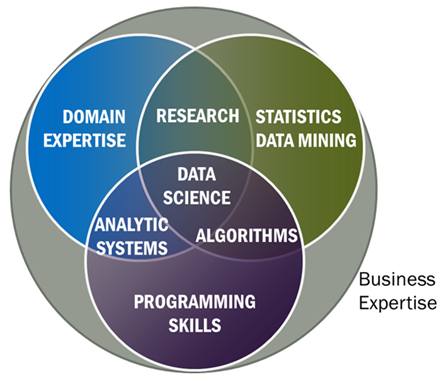 DOMAIN
EXPERTISE
RESEARCH
STATISTICS
DATA MINING
DATA
SCIENCE
ANALYTIC
SYSTEMS
ALGORITHMS
PROGRAMMING
SKILLS
Business
Expertise